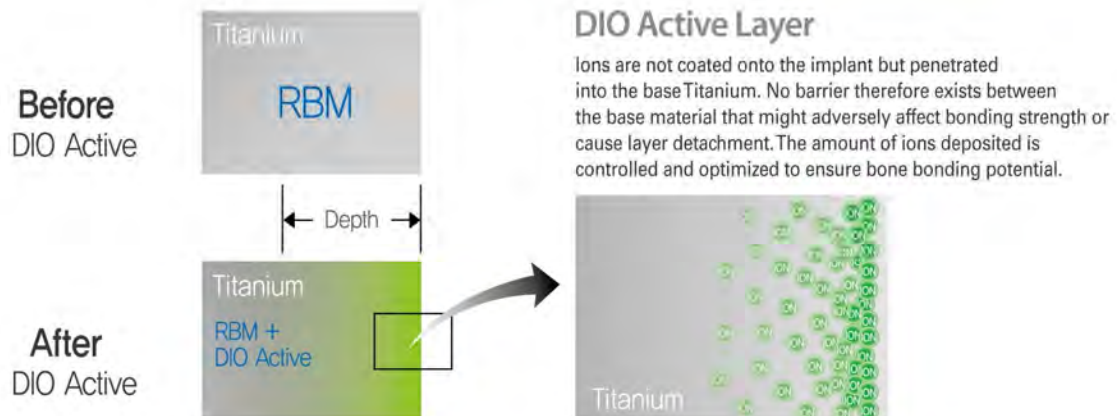 Titanium
RBM
Before
DIO Active
Depth
Titanium
RBM +
DIO Active
After
DIO Active
DIO Active Layer
Ions are not coated onto the implant but penetrated
into the base Titanium. No barrier therefore exists between
the base material that might adversely affect bonding strength or
cause layer detachment. The amount of ions deposited is
controlled and optimized to ensure bone bonding potential.
Titanium